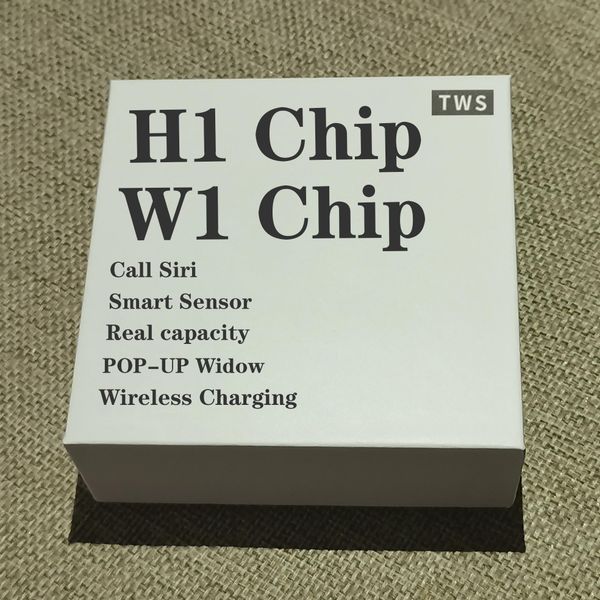 TWS
H1 Chip
W1 Chip
Call Siri
Smart Sensor
Real capacity
POP-UP Widow
Wireless Charging